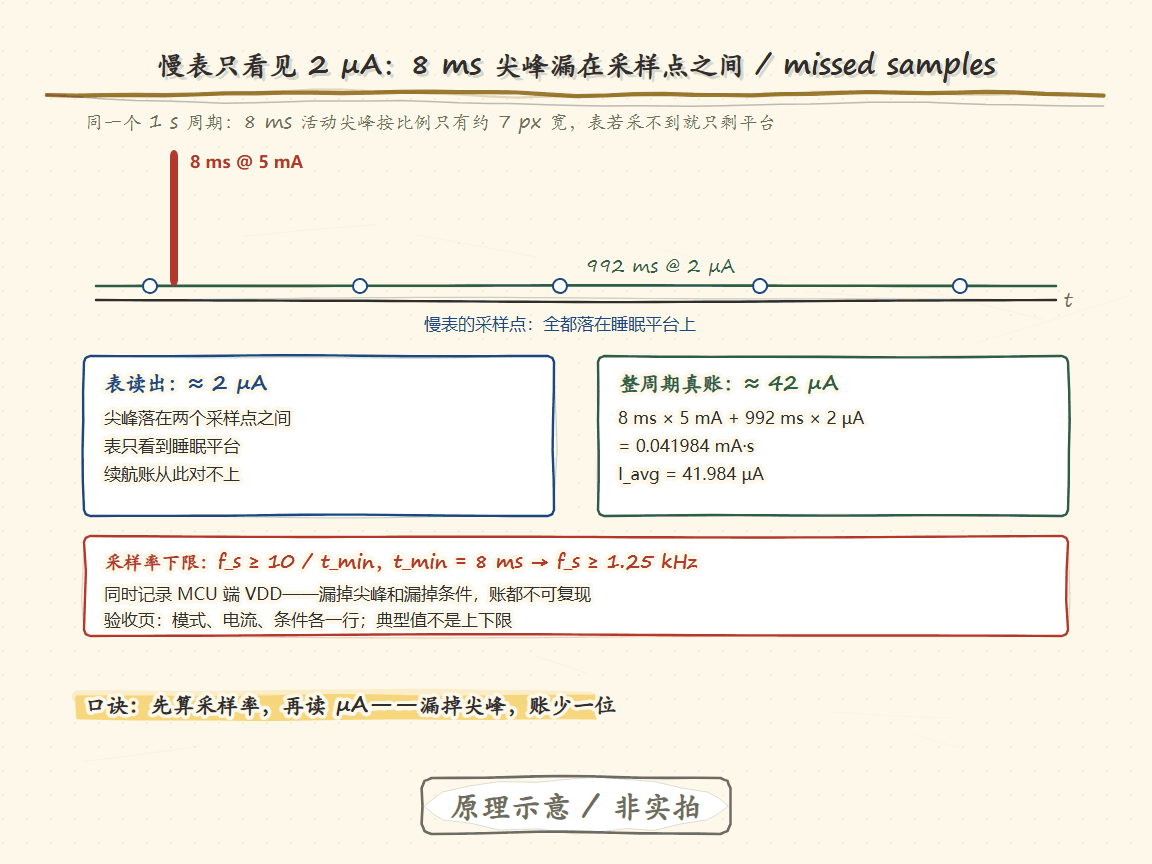 慢表只看见 2 μA：8 ms 尖峰漏在采样点之间 / missed samples
同一个 1 s 周期：8 ms 活动尖峰按比例只有约 7 px 宽，表若采不到就只剩平台
8 ms @ 5 mA
992 ms @ 2 μA
t
慢表的采样点：全都落在睡眠平台上
表读出：≈ 2 μA
尖峰落在两个采样点之间
表只看到睡眠平台
续航账从此对不上
整周期真账：≈ 42 μA
8 ms × 5 mA + 992 ms × 2 μA
= 0.041984 mA·s
I_avg = 41.984 μA
采样率下限：f_s ≥ 10 / t_min，t_min = 8 ms → f_s ≥ 1.25 kHz
同时记录 MCU 端 VDD——漏掉尖峰和漏掉条件，账都不可复现
验收页：模式、电流、条件各一行；典型值不是上下限
口诀：先算采样率，再读 μA——漏掉尖峰，账少一位
原理示意 / 非实拍